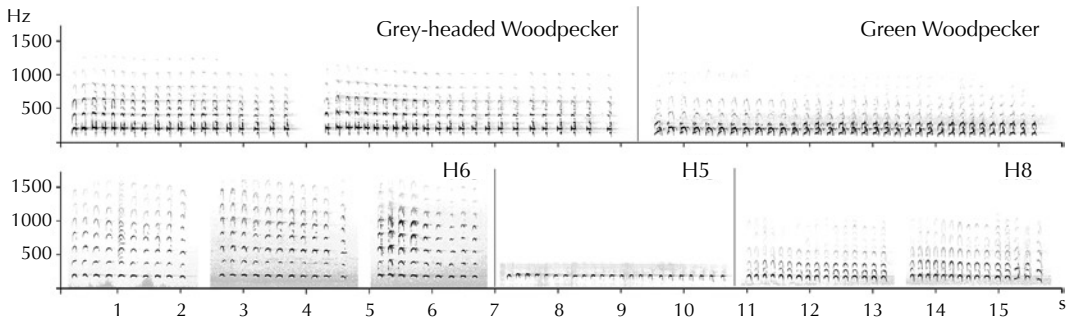 Hz
Grey-headed Woodpecker
Green Woodpecker
1500
1000
500
H6
H5
H8
1500
1000
500
1 2 3 4 5 6 7 8 9 10 11 12 13 14 15 s